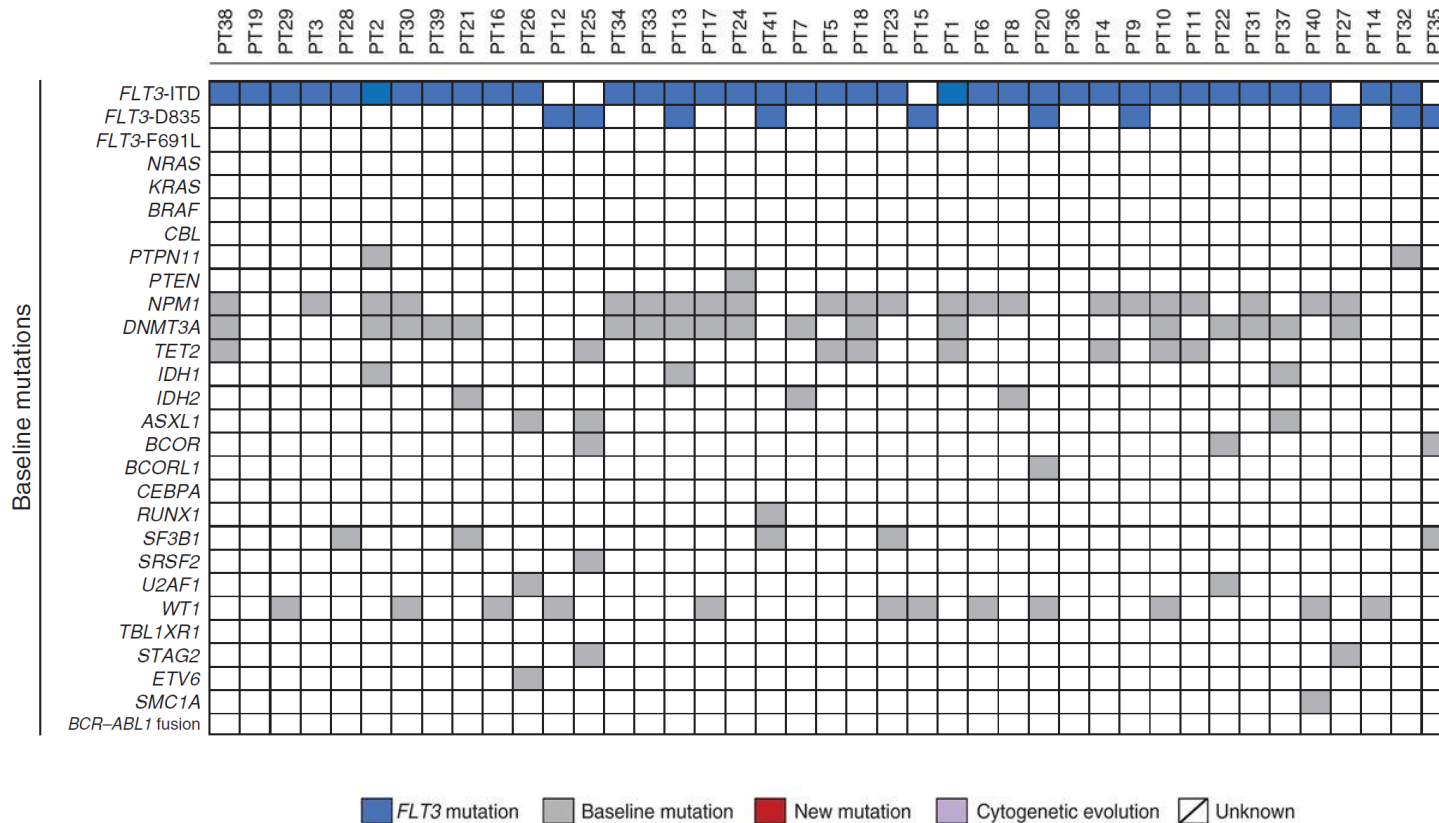 PT38 PT19 PT29 PT3 PT28 PT2 PT30 PT39 PT21 PT16 PT26 PT12 PT25 PT34 PT33 PT13 PT17 PT24 PT41 PT7 PT5 PT18 PT23 PT15 PT1 PT6 PT8 PT20 PT36 PT4 PT9 PT10 PT11 PT22 PT31 PT37 PT40 PT27 PT14 PT32 PT35
Baseline mutations
FLT3-ITD
FLT3-D835
FLT3-F691L
NRAS
KRAS
BRAF
CBL
PTPN11
PTEN
NPM1
DNMT3A
TET2
IDH1
IDH2
ASXL1
BCOR
BCORL1
CEBPA
RUNX1
SF3B1
SRSF2
U2AF1
WT1
TBL1XR1
STAG2
ETV6
SMC1A
BCR–ABL1 fusion
FLT3 mutation Baseline mutation New mutation Cytogenetic evolution Unknown